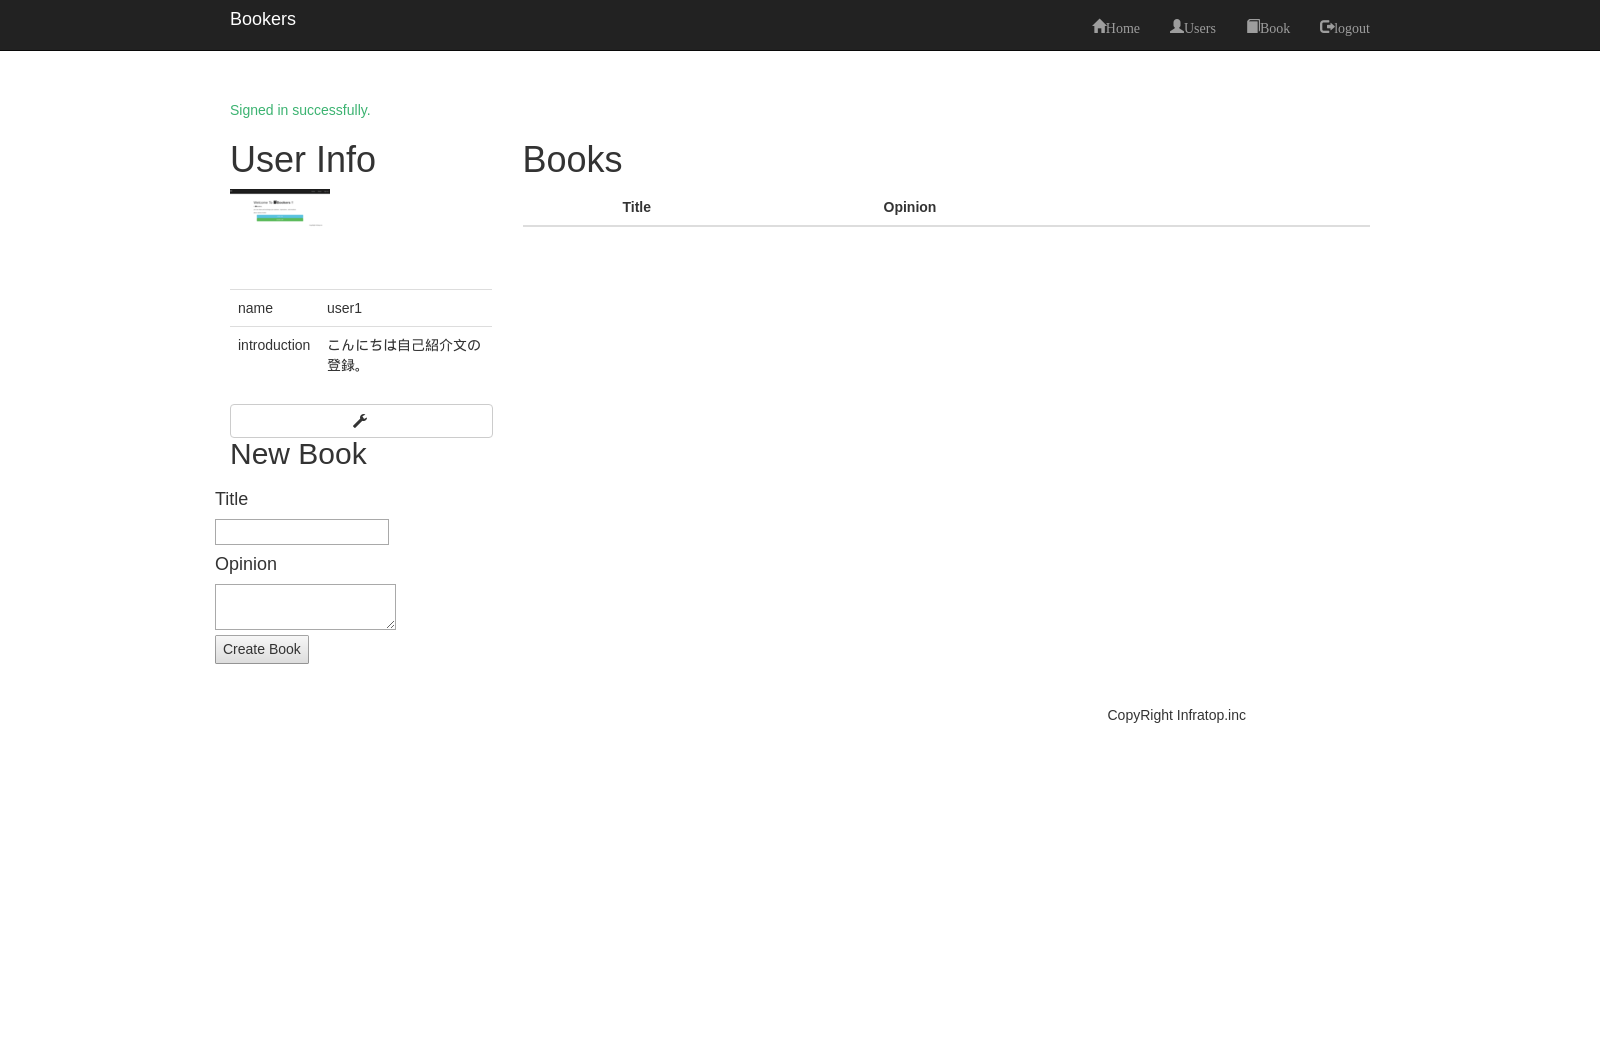 Bookers
Home Users Book logout
Signed in successfully.
User Info
name user1
introduction こんにちは自己紹介文の
登録。
New Book
Title
Opinion
Create Book
Books
Title Opinion
CopyRight Infratop.inc